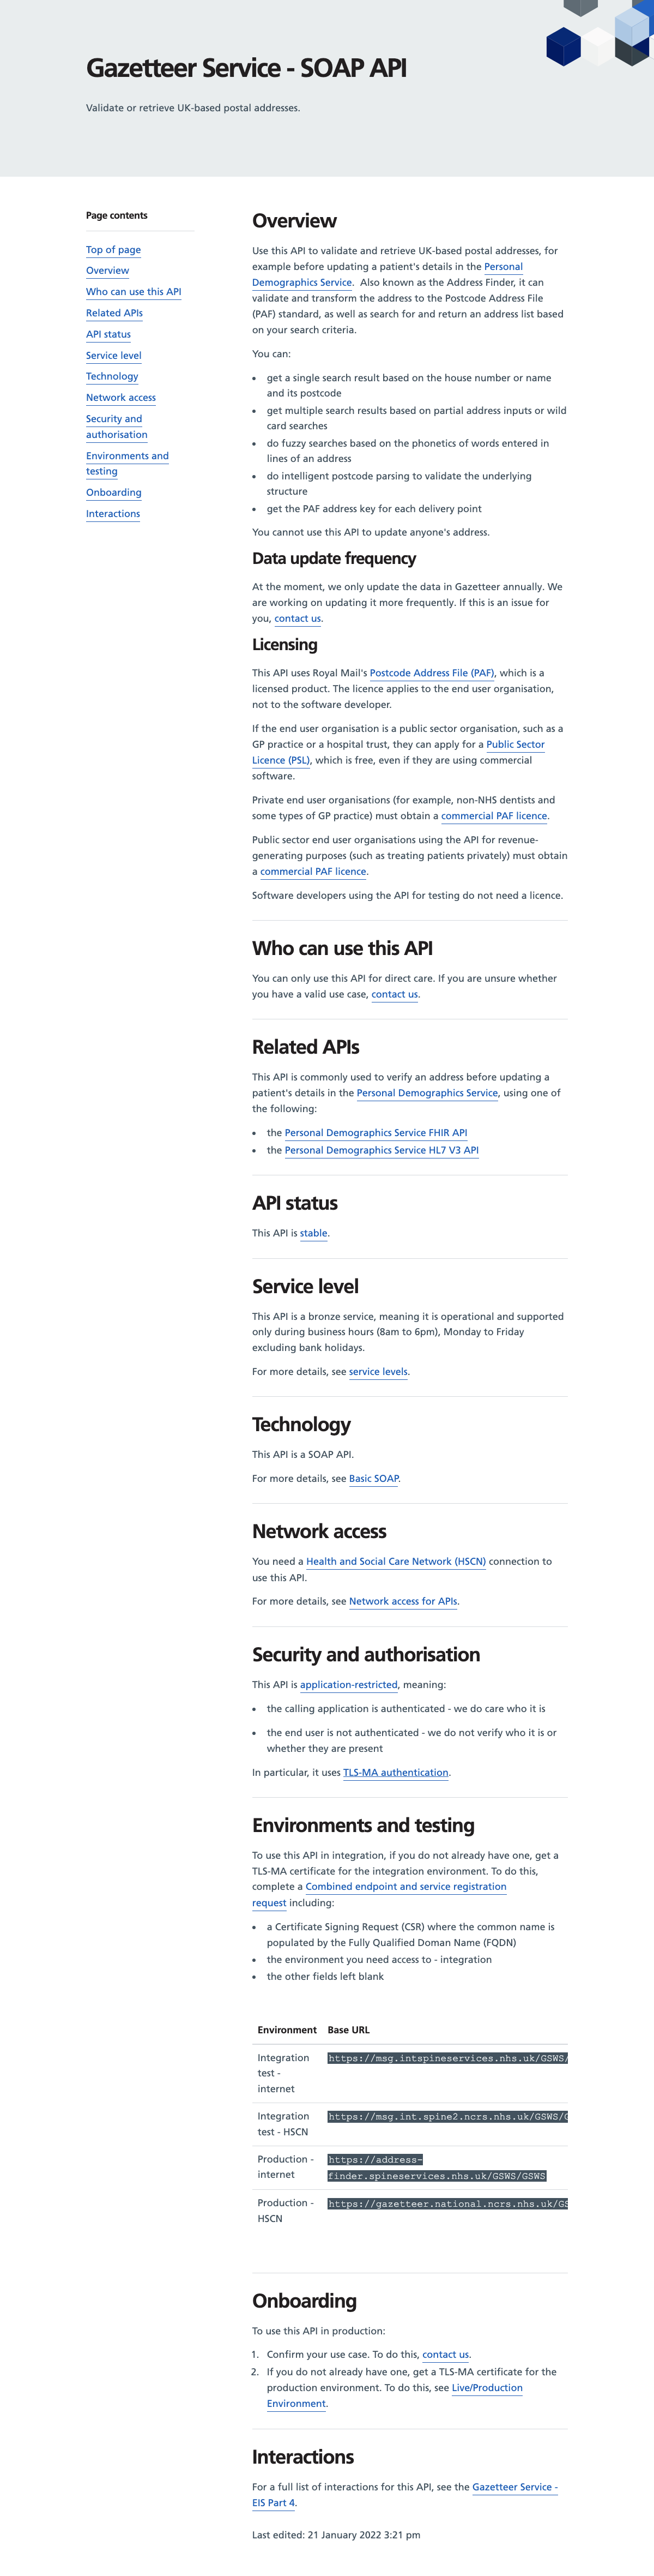 Gazetteer Service - SOAP API
Validate or retrieve UK-based postal addresses.
Page contents
Top of page
Overview
Who can use this API
Related APIs
API status
Service level
Technology
Network access
Security and
authorisation
Environments and
testing
Onboarding
Interactions
Overview
Use this API to validate and retrieve UK-based postal addresses, for
example before updating a patient's details in the Personal
Demographics Service.  Also known as the Address Finder, it can
validate and transform the address to the Postcode Address File
(PAF) standard, as well as search for and return an address list based
on your search criteria.
You can:
• get a single search result based on the house number or name
and its postcode
• get multiple search results based on partial address inputs or wild
card searches
• do fuzzy searches based on the phonetics of words entered in
lines of an address
• do intelligent postcode parsing to validate the underlying
structure
• get the PAF address key for each delivery point
You cannot use this API to update anyone's address.
Data update frequency
At the moment, we only update the data in Gazetteer annually. We
are working on updating it more frequently. If this is an issue for
you, contact us.
Licensing
This API uses Royal Mail's Postcode Address File (PAF), which is a
licensed product. The licence applies to the end user organisation,
not to the software developer.
If the end user organisation is a public sector organisation, such as a
GP practice or a hospital trust, they can apply for a Public Sector
Licence (PSL), which is free, even if they are using commercial
software.
Private end user organisations (for example, non-NHS dentists and
some types of GP practice) must obtain a commercial PAF licence.
Public sector end user organisations using the API for revenue-
generating purposes (such as treating patients privately) must obtain
a commercial PAF licence.
Software developers using the API for testing do not need a licence.
Who can use this API
You can only use this API for direct care. If you are unsure whether
you have a valid use case, contact us.
Related APIs
This API is commonly used to verify an address before updating a
patient's details in the Personal Demographics Service, using one of
the following:
• the Personal Demographics Service FHIR API
• the Personal Demographics Service HL7 V3 API
API status
This API is stable.
Service level
This API is a bronze service, meaning it is operational and supported
only during business hours (8am to 6pm), Monday to Friday
excluding bank holidays.
For more details, see service levels.
Technology
This API is a SOAP API.
For more details, see Basic SOAP.
Network access
You need a Health and Social Care Network (HSCN) connection to
use this API.
For more details, see Network access for APIs.
Security and authorisation
This API is application-restricted, meaning:
• the calling application is authenticated - we do care who it is
• the end user is not authenticated - we do not verify who it is or
whether they are present
In particular, it uses TLS-MA authentication.
Environments and testing
To use this API in integration, if you do not already have one, get a
TLS-MA certificate for the integration environment. To do this,
complete a Combined endpoint and service registration
request including:
• a Certificate Signing Request (CSR) where the common name is
populated by the Fully Qualified Doman Name (FQDN)
• the environment you need access to - integration
• the other fields left blank
Environment Base URL
Integration https://msg.intspineservices.nhs.uk/GSWS/
test -
internet
Integration https://msg.int.spine2.ncrs.nhs.uk/GSWS/G
test - HSCN
Production - https://address-
internet finder.spineservices.nhs.uk/GSWS/GSWS
Production - https://gazetteer.national.ncrs.nhs.uk/GS
HSCN
Onboarding
To use this API in production:
1. Confirm your use case. To do this, contact us.
2. If you do not already have one, get a TLS-MA certificate for the
production environment. To do this, see Live/Production
Environment.
Interactions
For a full list of interactions for this API, see the Gazetteer Service -
EIS Part 4.
Last edited: 21 January 2022 3:21 pm